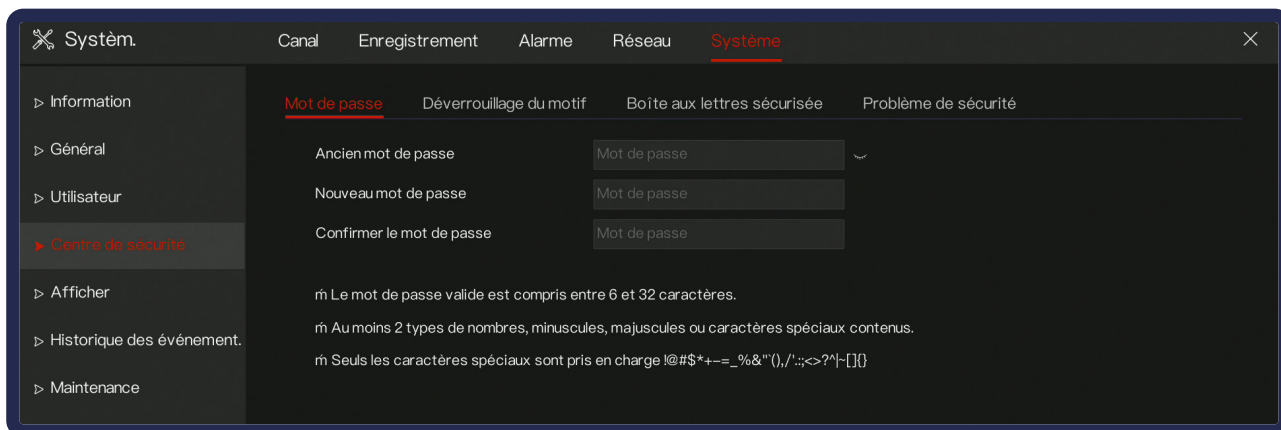 Systèm.
Canal Enregistrement Alarme Réseau Système
Information
Général
Utilisateur
Centre de sécurité
Afficher
Historique des événement.
Maintenance
Mot de passe Déverrouillage du motif Boîte aux lettres sécurisée Problème de sécurité
Ancien mot de passe Mot de passe
Nouveau mot de passe Mot de passe
Confirmer le mot de passe Mot de passe
ḿ Le mot de passe valide est compris entre 6 et 32 caractères.
ḿ Au moins 2 types de nombres, minuscules, majuscules ou caractères spéciaux contenus.
ḿ Seuls les caractères spéciaux sont pris en charge !@#$*+-=_%&"`(),/'.:;<>?^|~[]{}